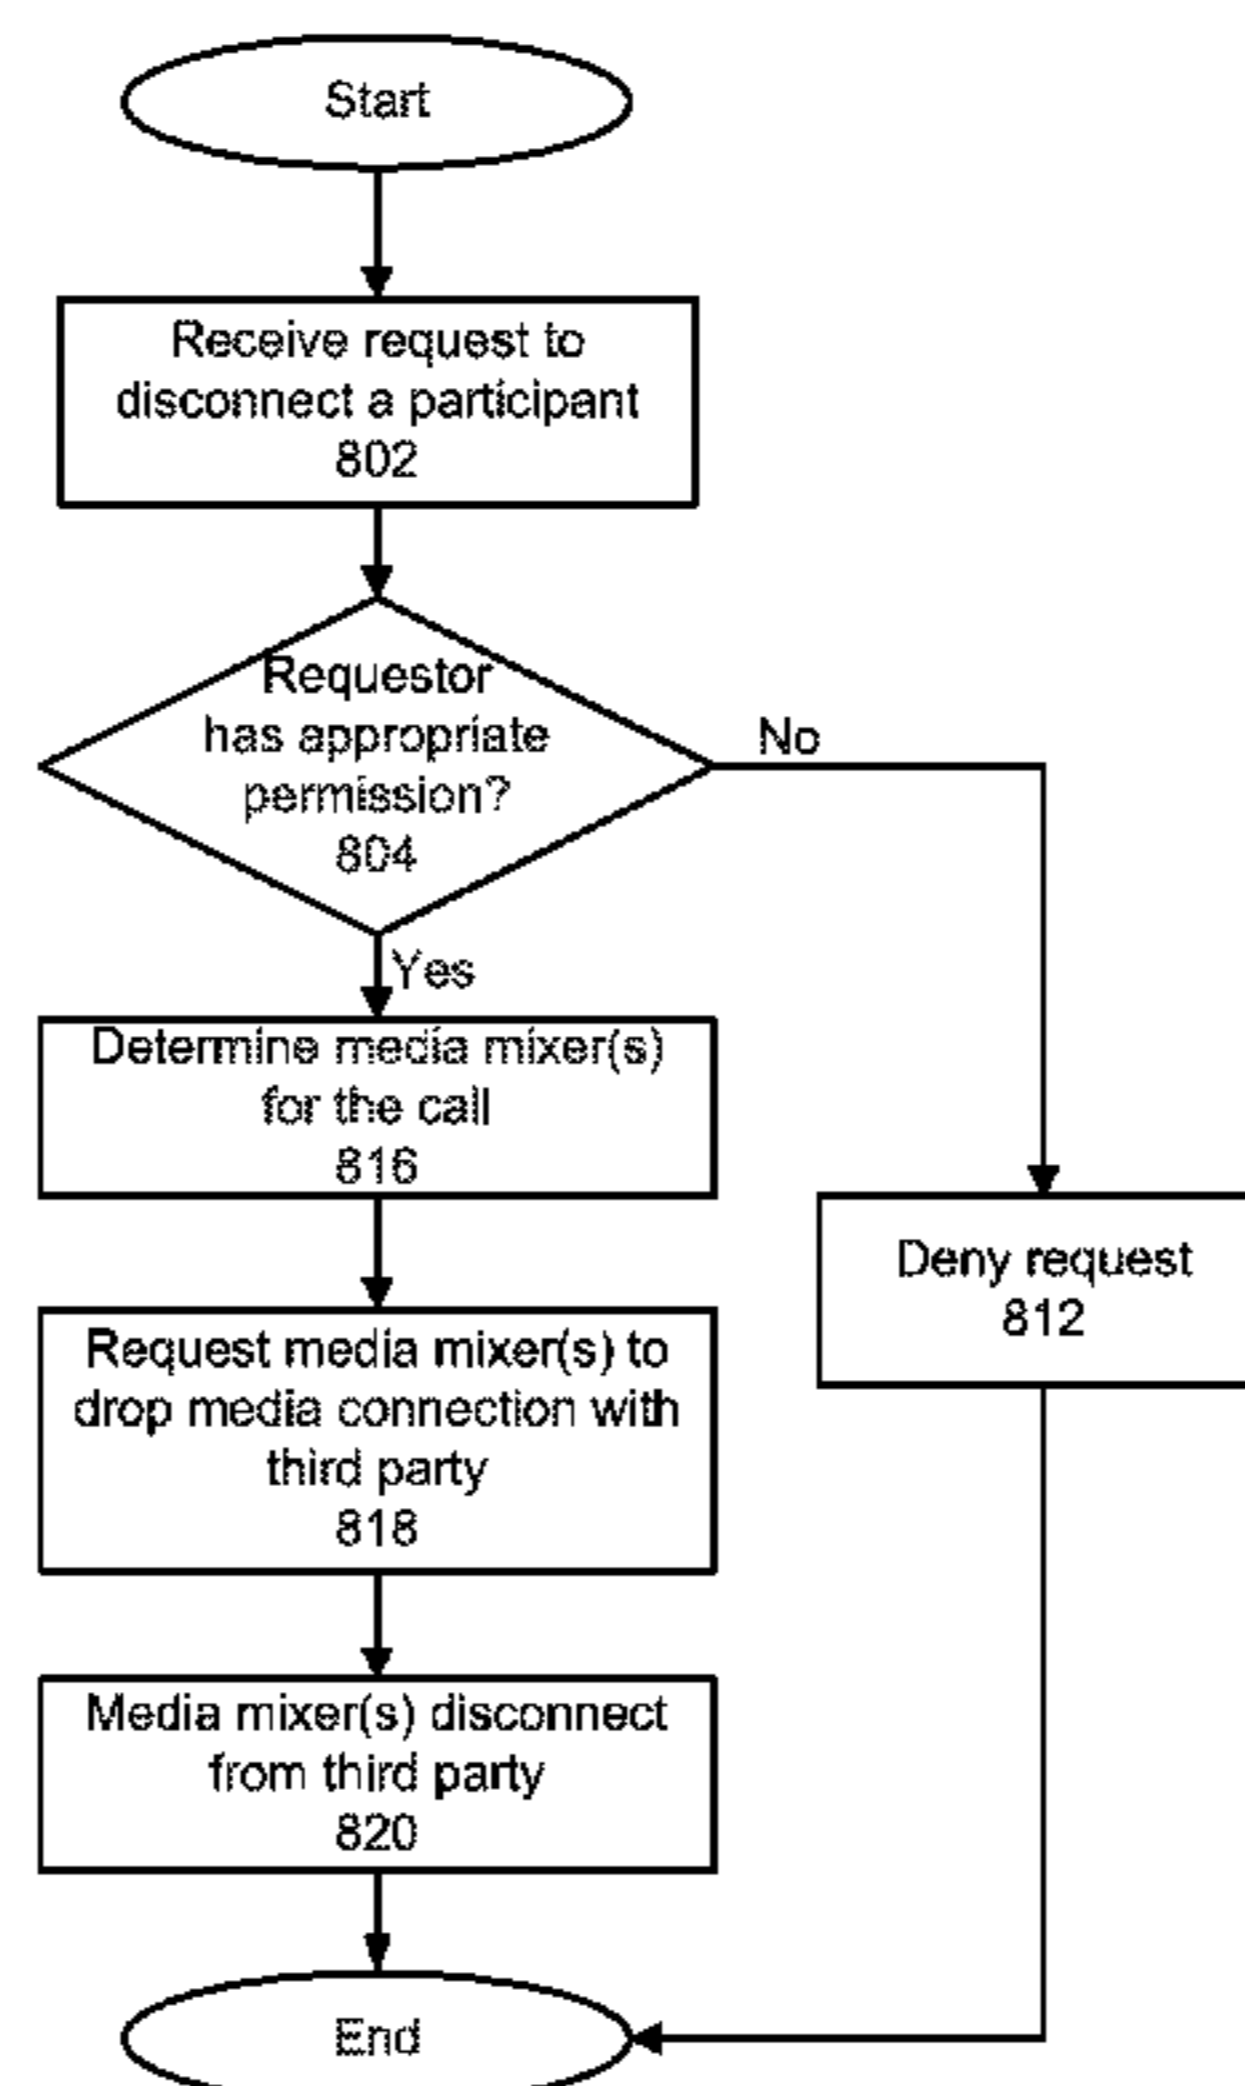 Start
Receive request to
disconnect a participant
802
Requestor
has appropriate
permission?
804
No
Yes
Determine media mixer(s)
for the call
816
Deny request
812
Request media mixer(s) to
drop media connection with
third party
818
Media mixer(s) disconnect
from third party
820
End